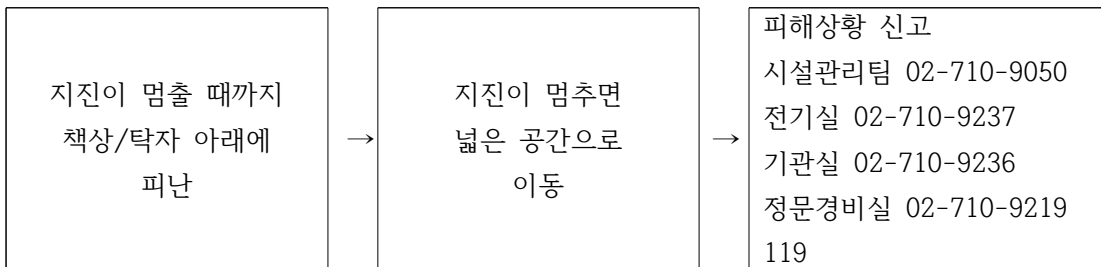 지진이 멈출 때까지
책상/탁자 아래에
피난
→
지진이 멈추면
넓은 공간으로
이동
→
피해상황 신고
시설관리팀 02-710-9050
전기실 02-710-9237
기관실 02-710-9236
정문경비실 02-710-9219
119